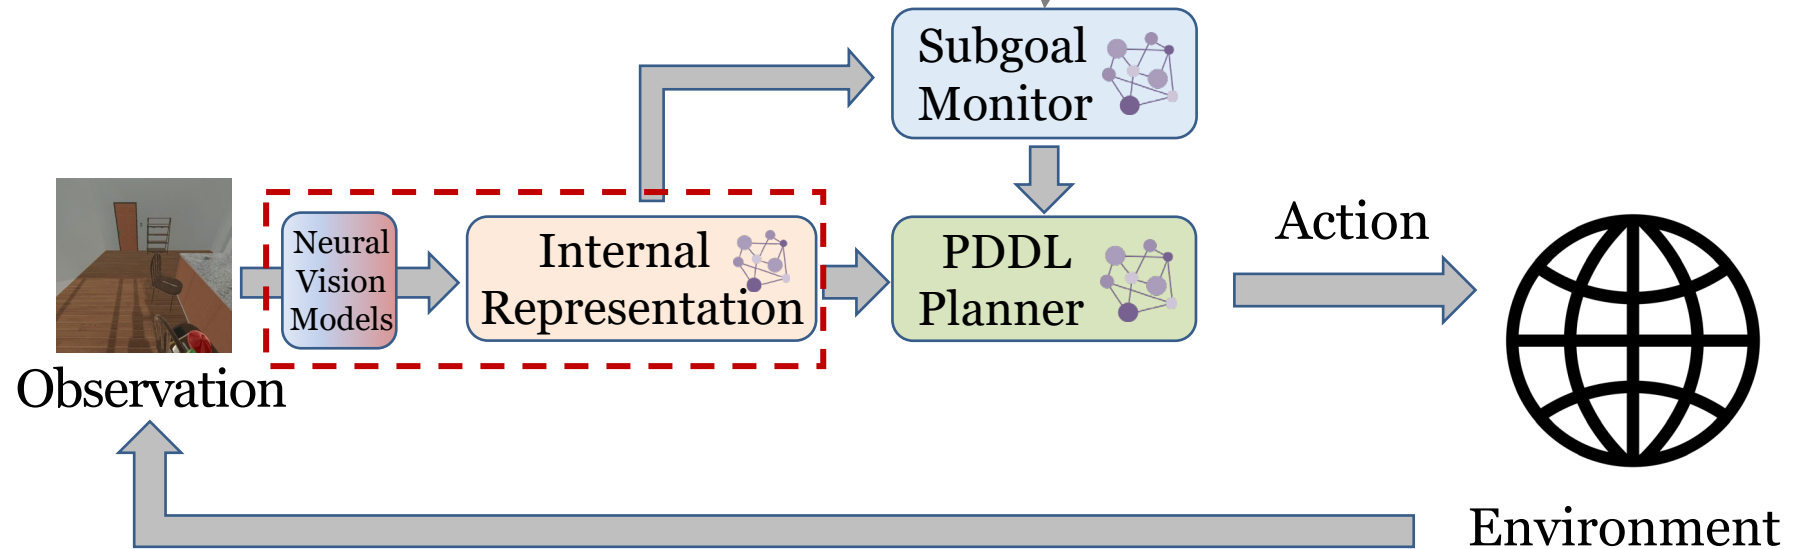 Subgoal
Monitor
Neural
Vision
Models
Internal
Representation
PDDL
Planner
Action
Observation
Environment